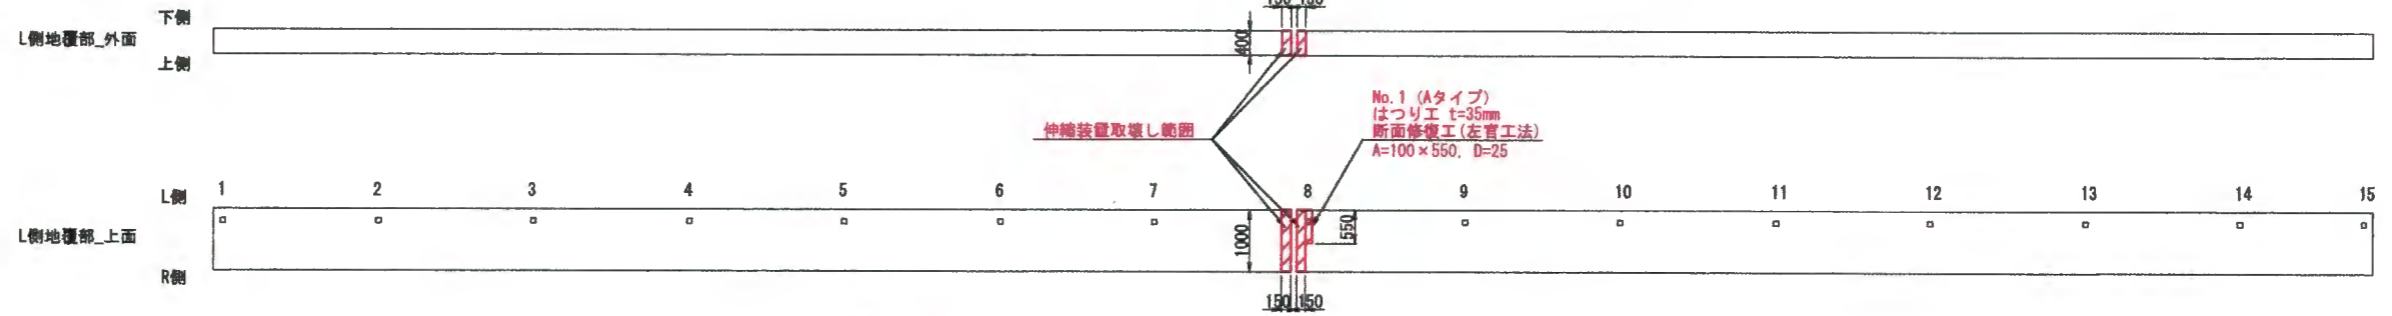 下側
150 150
L側地覆部_外面
400
上側
No.1 (Aタイプ)
はつり工 t=35mm
伸縮装置取壊し範囲
断面修復工(左官工法)
A=100×550, D=25
L側
1 2 3 4 5 6 7 8 9 10 11 12 13 14 15
L側地覆部_上面
1000
550
R側
150 150